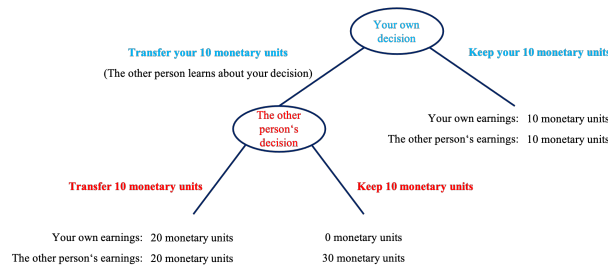 Your own
decision
Transfer your 10 monetary units
Keep your 10 monetary units
(The other person learns about your decision)
The other
person's
decision
Your own earnings: 10 monetary units
The other person's earnings: 10 monetary units
Transfer 10 monetary units
Keep 10 monetary units
Your own earnings: 20 monetary units 0 monetary units
The other person's earnings: 20 monetary units 30 monetary units